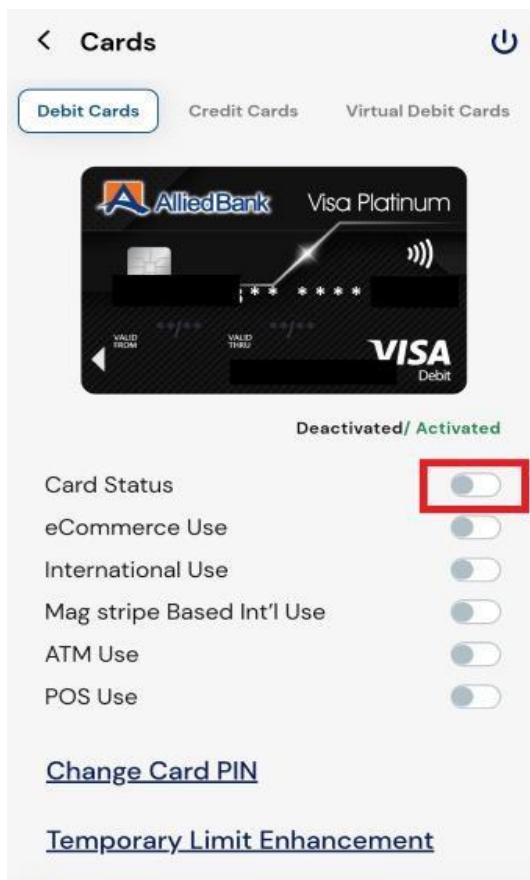 Cards
Debit Cards Credit Cards Virtual Debit Cards
Allied Bank Visa Platinum
** ****
VALID FROM **/** VALID THRU **/**
VISA
Debit
Deactivated/ Activated
Card Status
eCommerce Use
International Use
Mag stripe Based Int'l Use
ATM Use
POS Use
Change Card PIN
Temporary Limit Enhancement